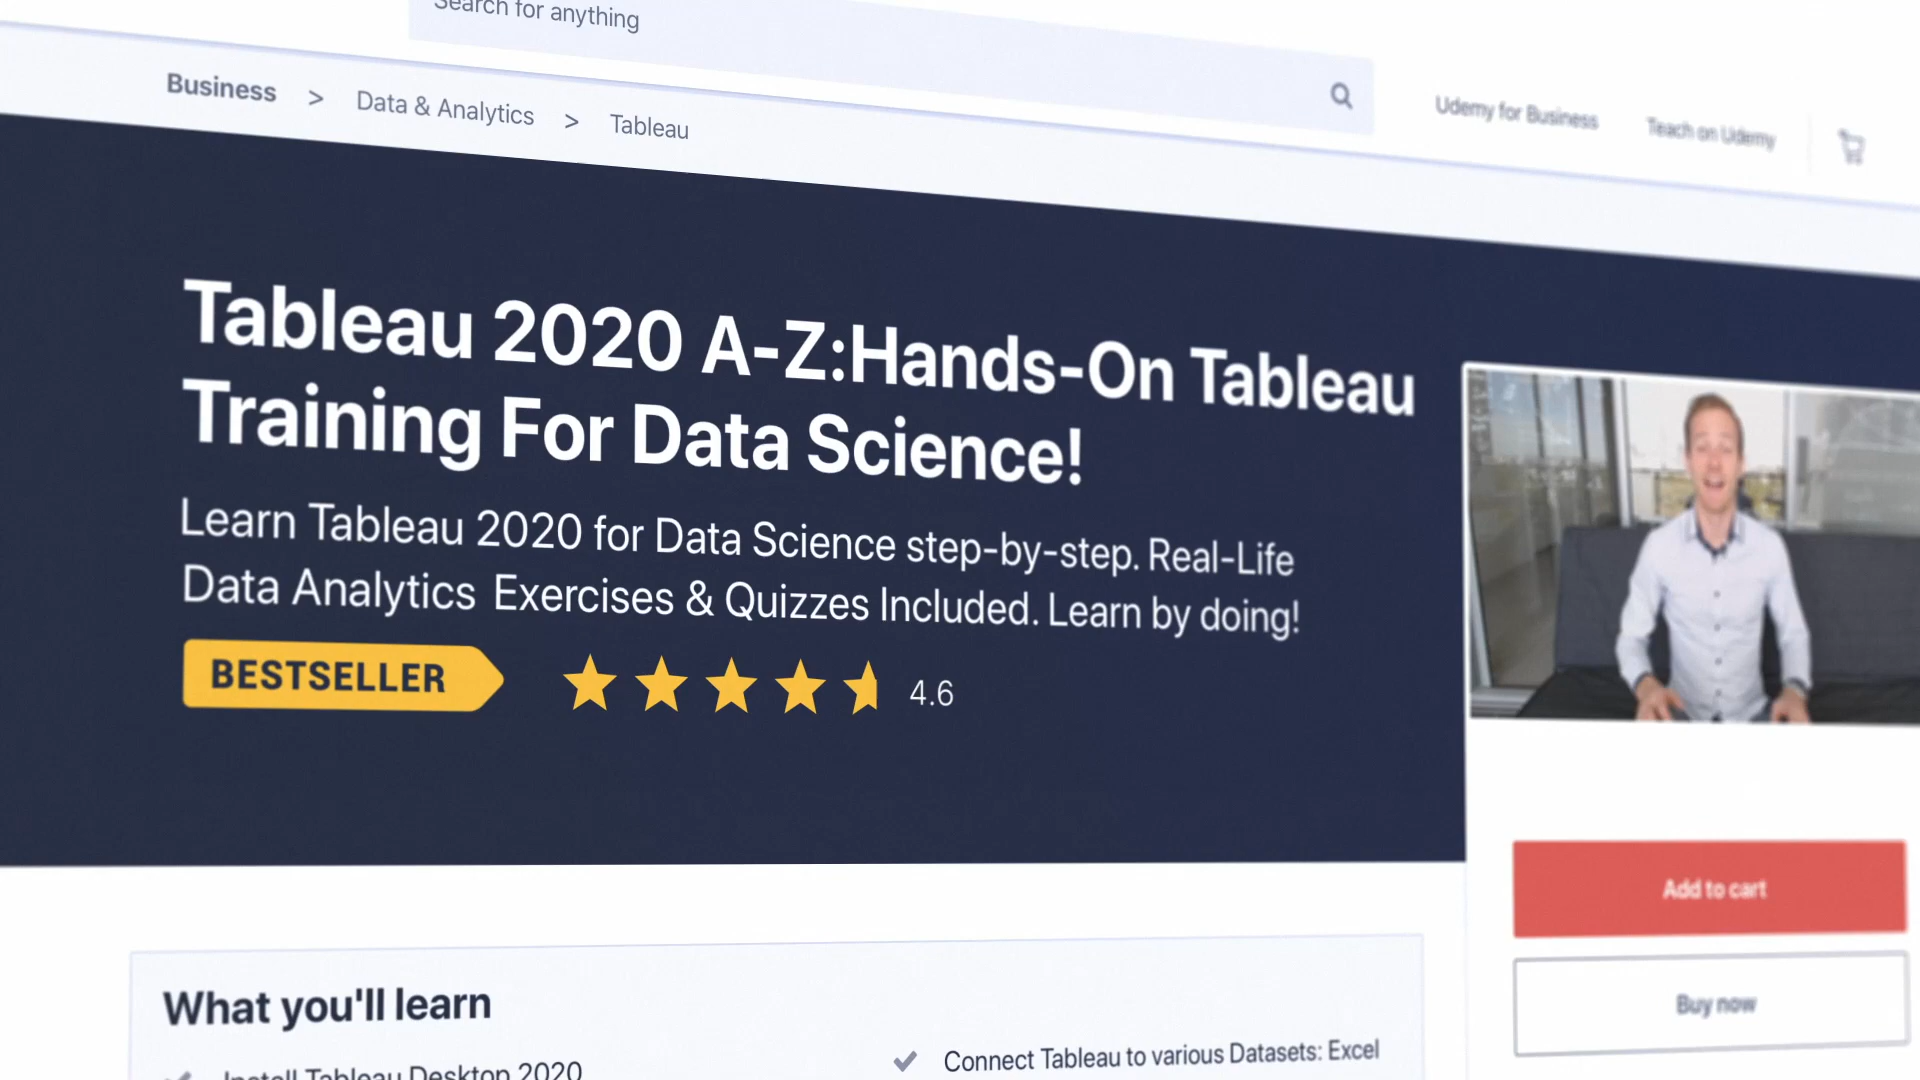 Search for anything
Udemy for Business
Teach on Udemy
Business > Data & Analytics > Tableau
Tableau 2020 A-Z:Hands-On Tableau
Training For Data Science!
Learn Tableau 2020 for Data Science step-by-step. Real-Life
Data Analytics Exercises & Quizzes Included. Learn by doing!
BESTSELLER
4.6
Add to cart
Buy now
What you'll learn
Install Tableau Desktop 2020
Connect Tableau to various Datasets: Excel